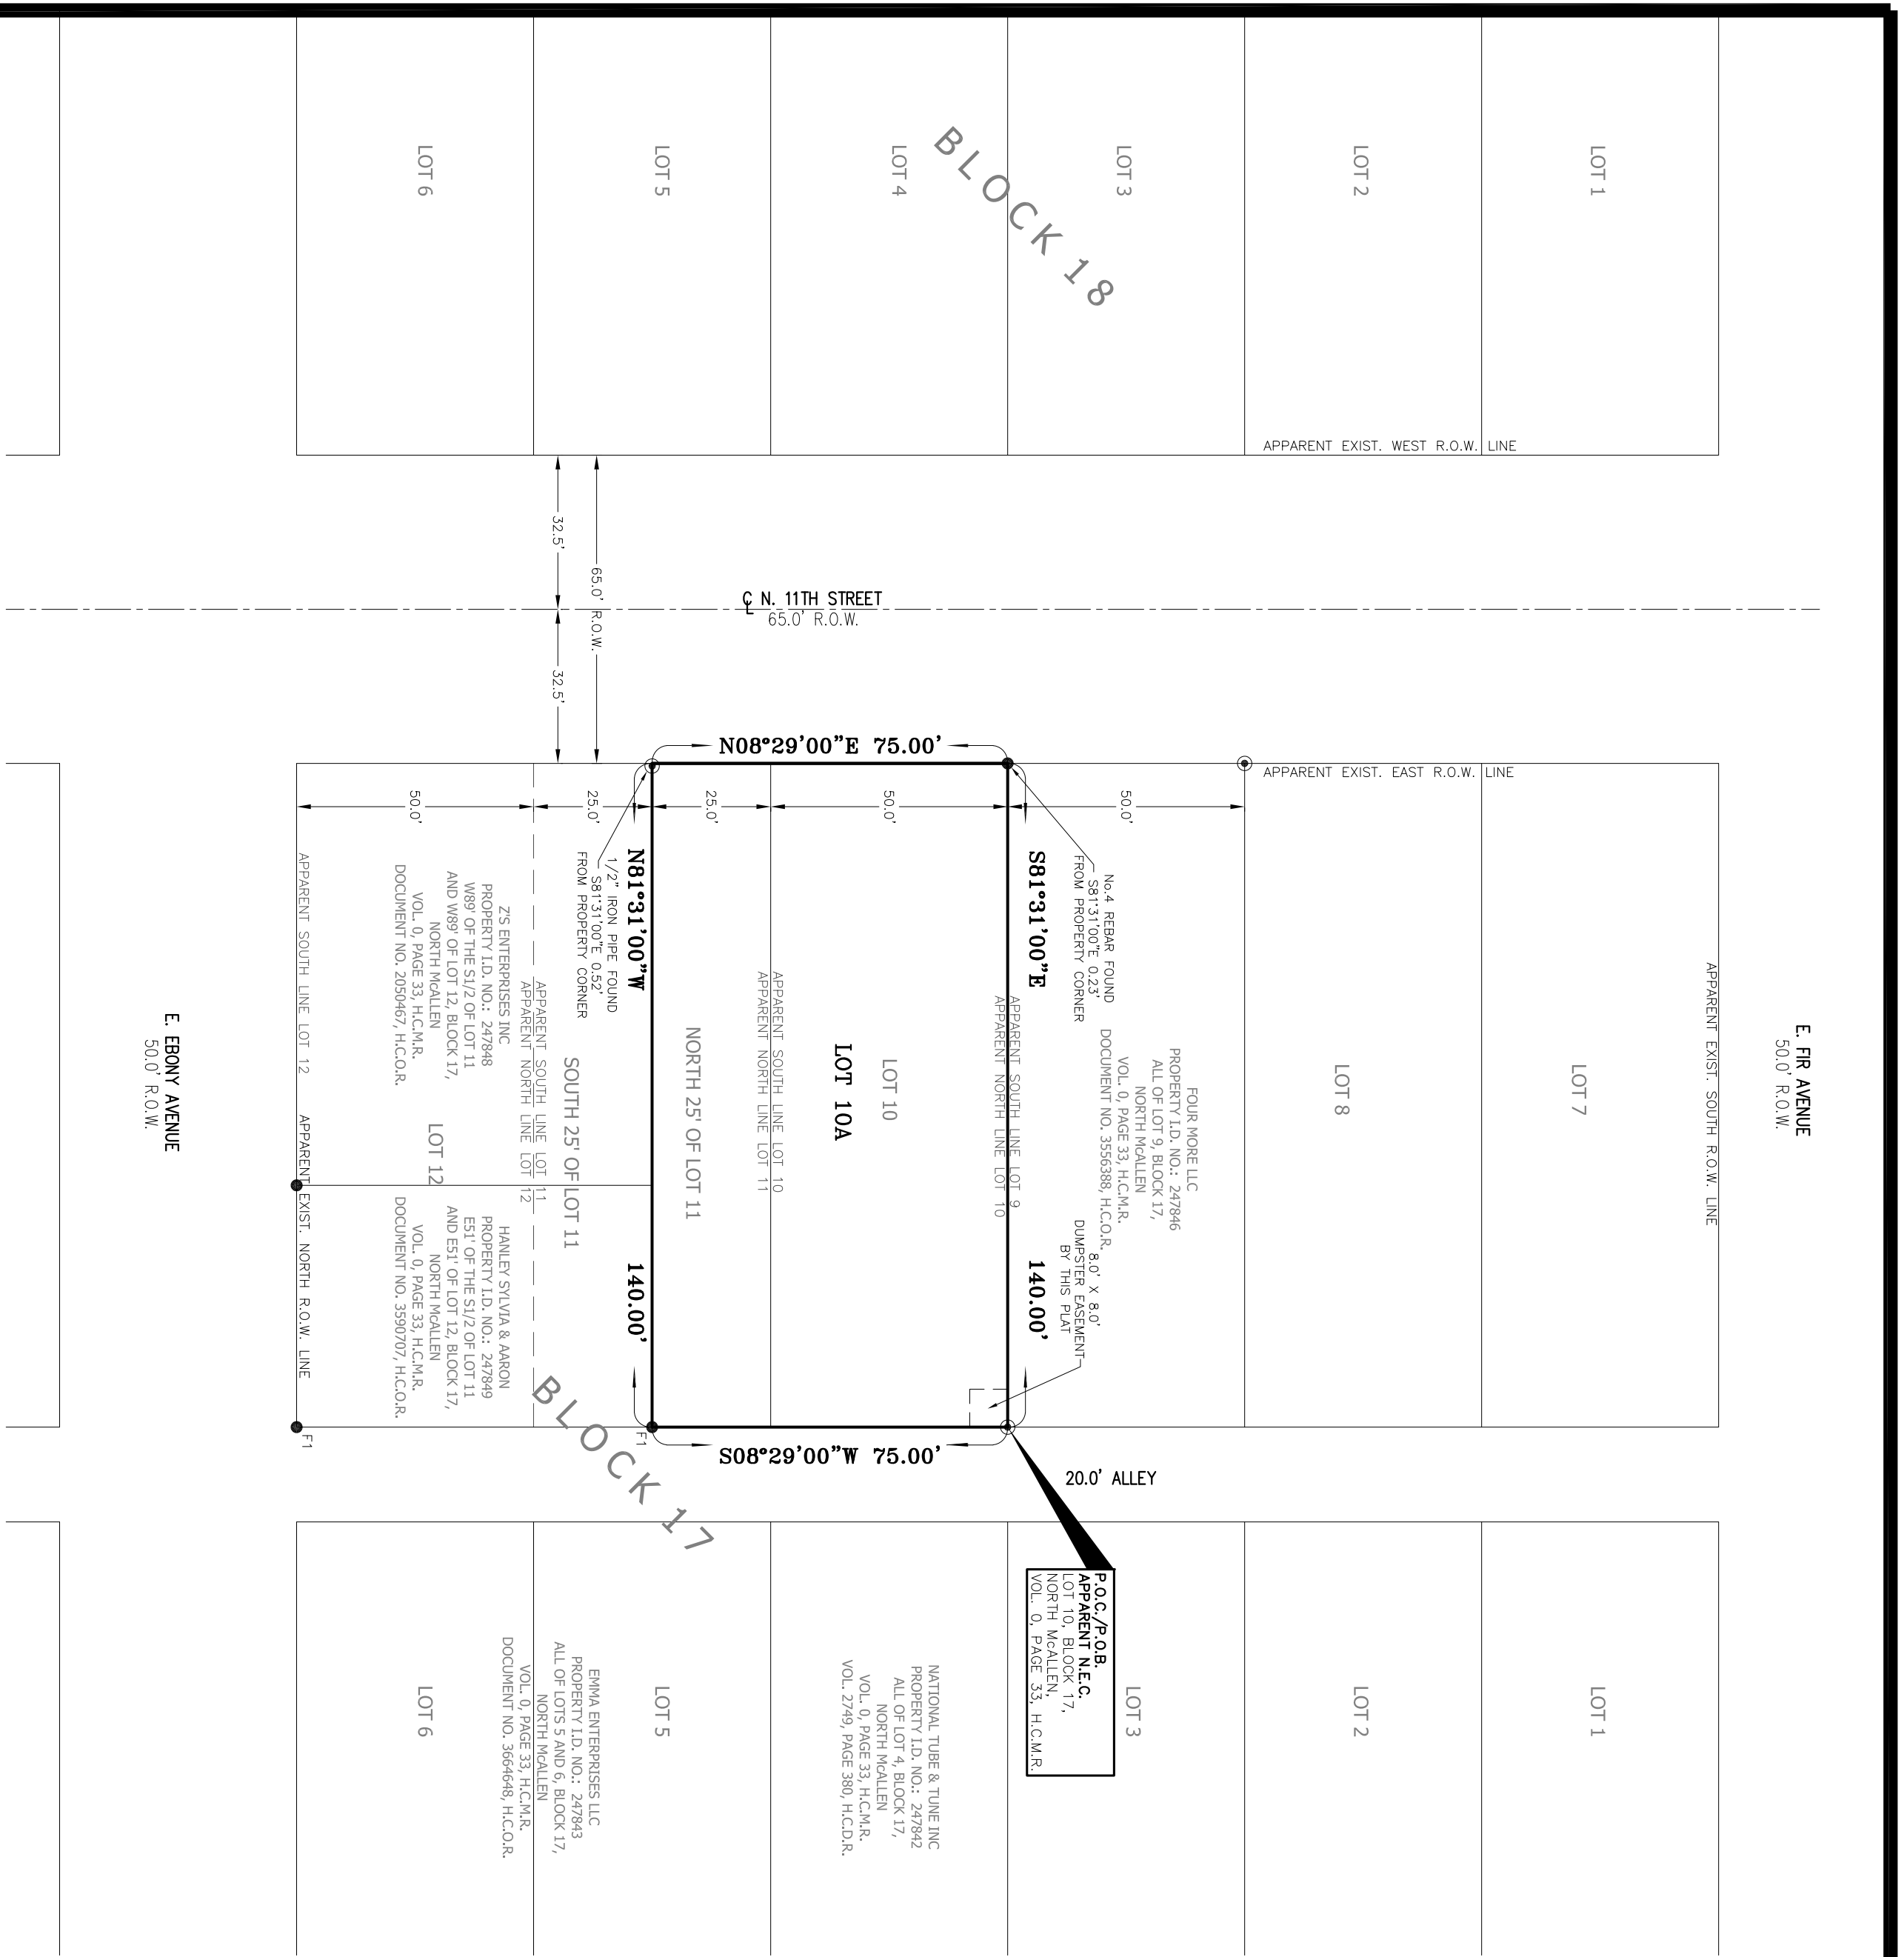 E. FIR AVENUE
50.0' R.O.W.
APPARENT EXIST. SOUTH R.O.W. LINE
LOT 1
LOT 2
LOT 3
LOT 4
LOT 5
LOT 6
BLOCK 18
APPARENT EXIST. WEST R.O.W. LINE
℄ N. 11TH STREET
65.0' R.O.W.
32.5'
65.0' R.O.W.
32.5'
APPARENT EXIST. EAST R.O.W. LINE
LOT 7
LOT 8
50.0'
FOUR MORE LLC
PROPERTY I.D. NO.: 247846
ALL OF LOT 9, BLOCK 17,
NORTH McALLEN
VOL. 0, PAGE 33, H.C.M.R.
DOCUMENT NO. 3556388, H.C.O.R.
No.4 REBAR FOUND
S81°31'00"E 0.23'
FROM PROPERTY CORNER
8.0' X 8.0'
DUMPSTER EASEMENT
BY THIS PLAT
S81°31'00"E
140.00'
APPARENT SOUTH LINE LOT 9
APPARENT NORTH LINE LOT 10
N08°29'00"E 75.00'
50.0'
LOT 10
LOT 10A
APPARENT SOUTH LINE LOT 10
APPARENT NORTH LINE LOT 11
25.0'
NORTH 25' OF LOT 11
S08°29'00"W 75.00'
N81°31'00"W
140.00'
F1
1/2" IRON PIPE FOUND
S81°31'00"E 0.52'
FROM PROPERTY CORNER
25.0'
SOUTH 25' OF LOT 11
APPARENT SOUTH LINE LOT 11
APPARENT NORTH LINE LOT 12
50.0'
Z'S ENTERPRISES INC
PROPERTY I.D. NO.: 247848
W89' OF THE S1/2 OF LOT 11
AND W89' OF LOT 12, BLOCK 17,
NORTH McALLEN
VOL. 0, PAGE 33, H.C.M.R.
DOCUMENT NO. 2050467, H.C.O.R.
LOT 12
HANLEY SYLVIA & AARON
PROPERTY I.D. NO.: 247849
E51' OF THE S1/2 OF LOT 11
AND E51' OF LOT 12, BLOCK 17,
NORTH McALLEN
VOL. 0, PAGE 33, H.C.M.R.
DOCUMENT NO. 3590707, H.C.O.R.
APPARENT SOUTH LINE LOT 12
APPARENT EXIST. NORTH R.O.W. LINE
F1
BLOCK 17
20.0' ALLEY
P.O.C./P.O.B.
APPARENT N.E.C.
LOT 10, BLOCK 17,
NORTH McALLEN,
VOL. 0, PAGE 33, H.C.M.R.
LOT 1
LOT 2
LOT 3
NATIONAL TUBE & TUNE INC
PROPERTY I.D. NO.: 247842
ALL OF LOT 4, BLOCK 17,
NORTH McALLEN
VOL. 0, PAGE 33, H.C.M.R.
VOL. 2749, PAGE 380, H.C.D.R.
LOT 5
EMMA ENTERPRISES LLC
PROPERTY I.D. NO.: 247843
ALL OF LOTS 5 AND 6, BLOCK 17,
NORTH McALLEN
VOL. 0, PAGE 33, H.C.M.R.
DOCUMENT NO. 3664648, H.C.O.R.
LOT 6
E. EBONY AVENUE
50.0' R.O.W.